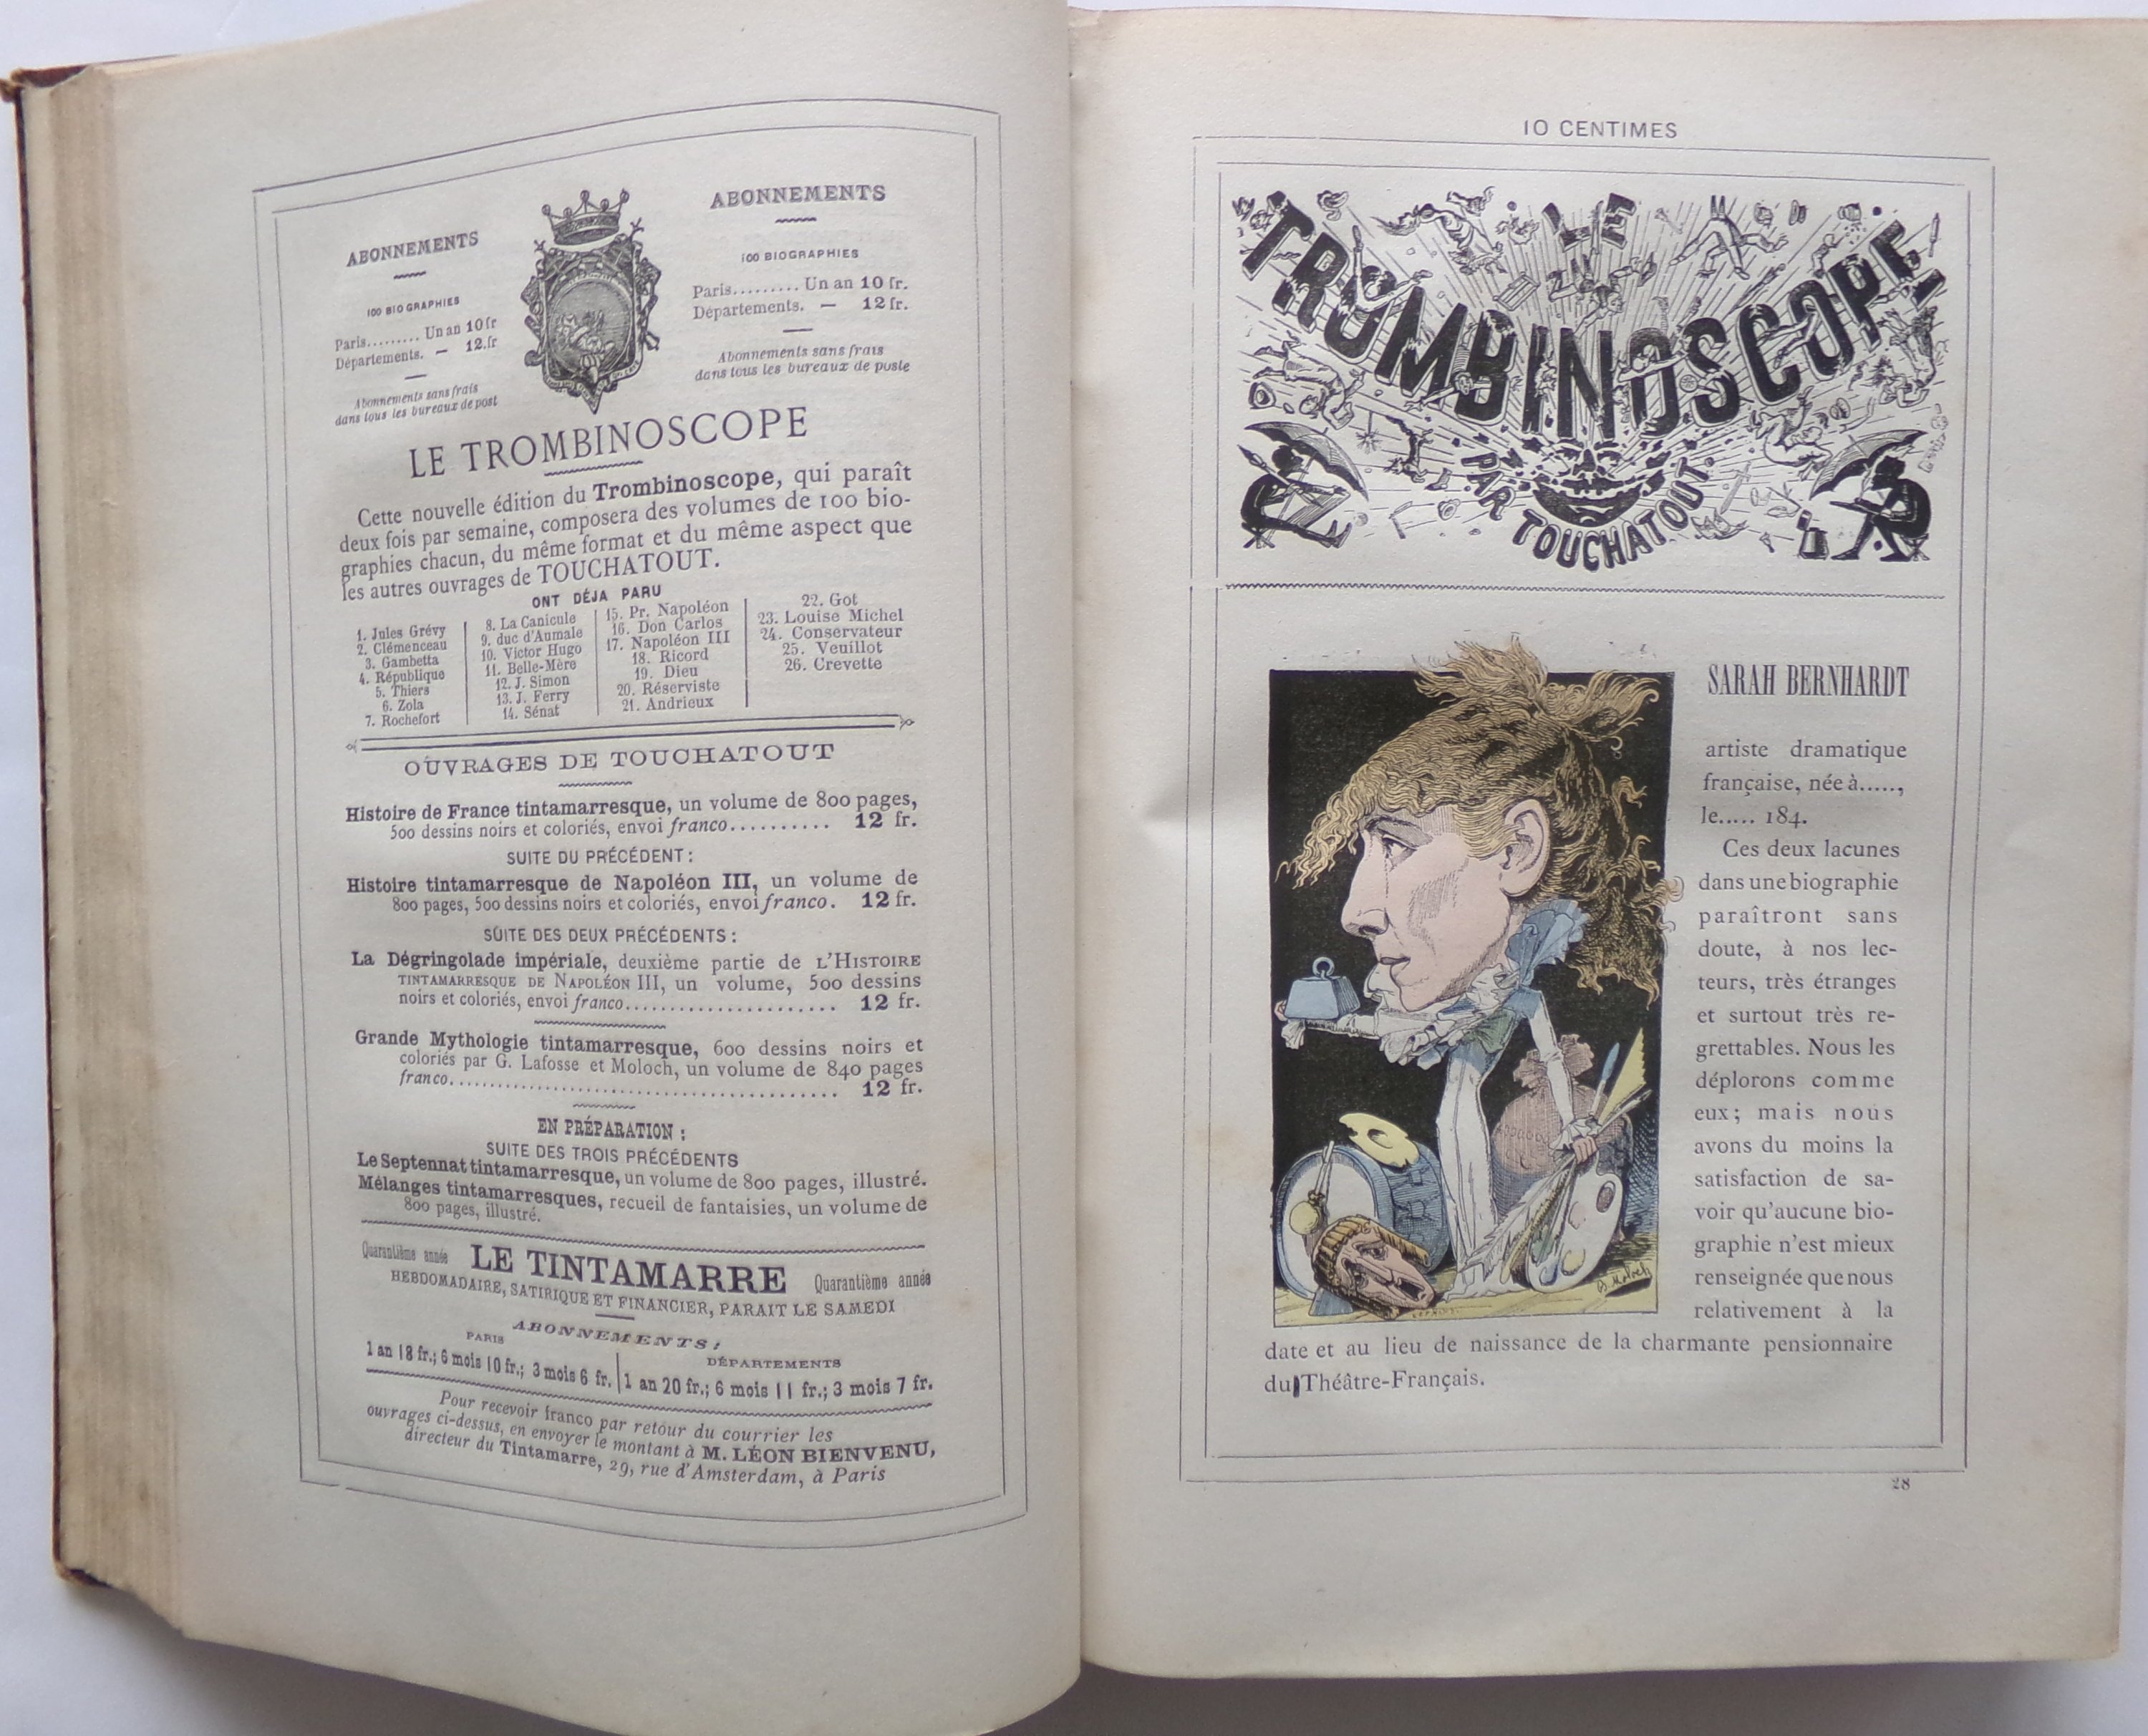 ABONNEMENTS
100 BIOGRAPHIES
Paris......... Un an 10 fr
Départements. — 12.fr
Abonnements sans frais
dans tous les bureaux de post
ABONNEMENTS
100 BIOGRAPHIES
Paris......... Un an 10 fr.
Départements. — 12 fr.
Abonnements sans frais
dans tous les bureaux de poste
LE TROMBINOSCOPE
Cette nouvelle édition du Trombinoscope, qui paraît
deux fois par semaine, composera des volumes de 100 bio-
graphies chacun, du même format et du même aspect que
les autres ouvrages de TOUCHATOUT.
ONT DÉJA PARU
1. Jules Grévy
2. Clémenceau
3. Gambetta
4. République
5. Thiers
6. Zola
7. Rochefort
8. La Canicule
9. duc d'Aumale
10. Victor Hugo
11. Belle-Mère
12. J. Simon
13. J. Ferry
14. Sénat
15. Pr. Napoléon
16. Don Carlos
17. Napoléon III
18. Ricord
19. Dieu
20. Réserviste
21. Andrieux
22. Got
23. Louise Michel
24. Conservateur
25. Veuillot
26. Crevette
OUVRAGES DE TOUCHATOUT
Histoire de France tintamarresque, un volume de 800 pages,
500 dessins noirs et coloriés, envoi franco.......... 12 fr.
SUITE DU PRÉCÉDENT :
Histoire tintamarresque de Napoléon III, un volume de
800 pages, 500 dessins noirs et coloriés, envoi franco. 12 fr.
SUITE DES DEUX PRÉCÉDENTS :
La Dégringolade impériale, deuxième partie de L'HISTOIRE
TINTAMARRESQUE DE NAPOLÉON III, un volume, 500 dessins
noirs et coloriés, envoi franco...................... 12 fr.
Grande Mythologie tintamarresque, 600 dessins noirs et
coloriés par G. Lafosse et Moloch, un volume de 840 pages
franco........................................ 12 fr.
EN PRÉPARATION :
SUITE DES TROIS PRÉCÉDENTS
Le Septennat tintamarresque, un volume de 800 pages, illustré.
Mélanges tintamarresques, recueil de fantaisies, un volume de
800 pages, illustré.
Quarantième année LE TINTAMARRE Quarantième année
HEBDOMADAIRE, SATIRIQUE ET FINANCIER, PARAIT LE SAMEDI
ABONNEMENTS :
PARIS
1 an 18 fr.; 6 mois 10 fr.; 3 mois 6 fr.
DÉPARTEMENTS
1 an 20 fr.; 6 mois 11 fr.; 3 mois 7 fr.
Pour recevoir franco par retour du courrier les
ouvrages ci-dessus, en envoyer le montant à M. LÉON BIENVENU,
directeur du Tintamarre, 29, rue d'Amsterdam, à Paris
10 CENTIMES
LE
TROMBINOSCOPE
PAR TOUCHATOUT.
SARAH BERNHARDT
artiste dramatique
française, née à.....,
le..... 184.
Ces deux lacunes
dans une biographie
paraîtront sans
doute, à nos lec-
teurs, très étranges
et surtout très re-
grettables. Nous les
déplorons comme
eux; mais nous
avons du moins la
satisfaction de sa-
voir qu'aucune bio-
graphie n'est mieux
renseignée que nous
relativement à la
date et au lieu de naissance de la charmante pensionnaire
du Théâtre-Français.
B. Moloch
28